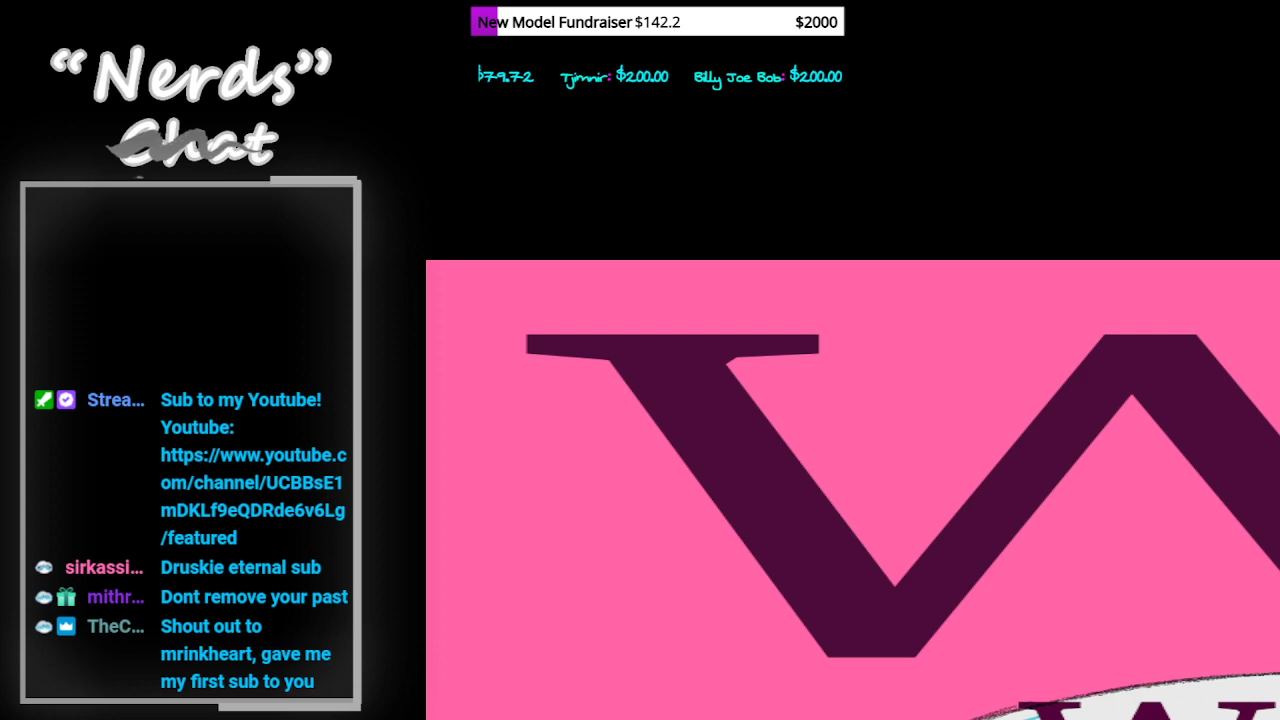 New Model Fundraiser $142.2 $2000
Tjmnir: $200.00 Billy Joe Bob: $200.00
“Nerds”
Chat
Strea... Sub to my Youtube!
Youtube:
https://www.youtube.c
om/channel/UCBBsE1
mDKLf9eQDRde6v6Lg
/featured
sirkassi... Druskie eternal sub
mithr... Dont remove your past
TheC... Shout out to
mrinkheart, gave me
my first sub to you